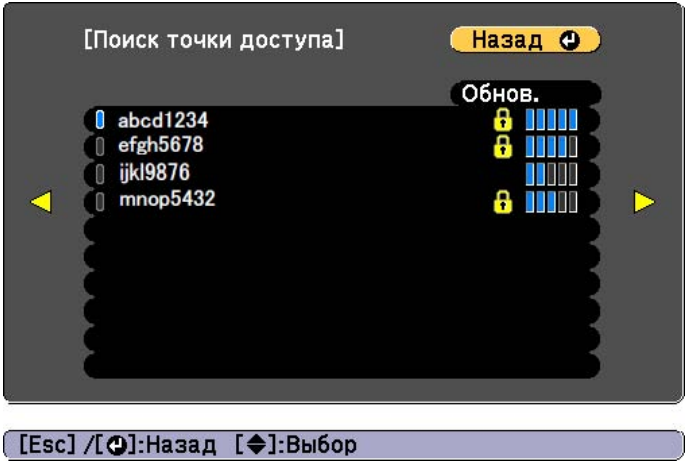 [Поиск точки доступа]
Назад
Обнов.
abcd1234
efgh5678
ijkl9876
mnop5432
[Esc] /[]:Назад []:Выбор